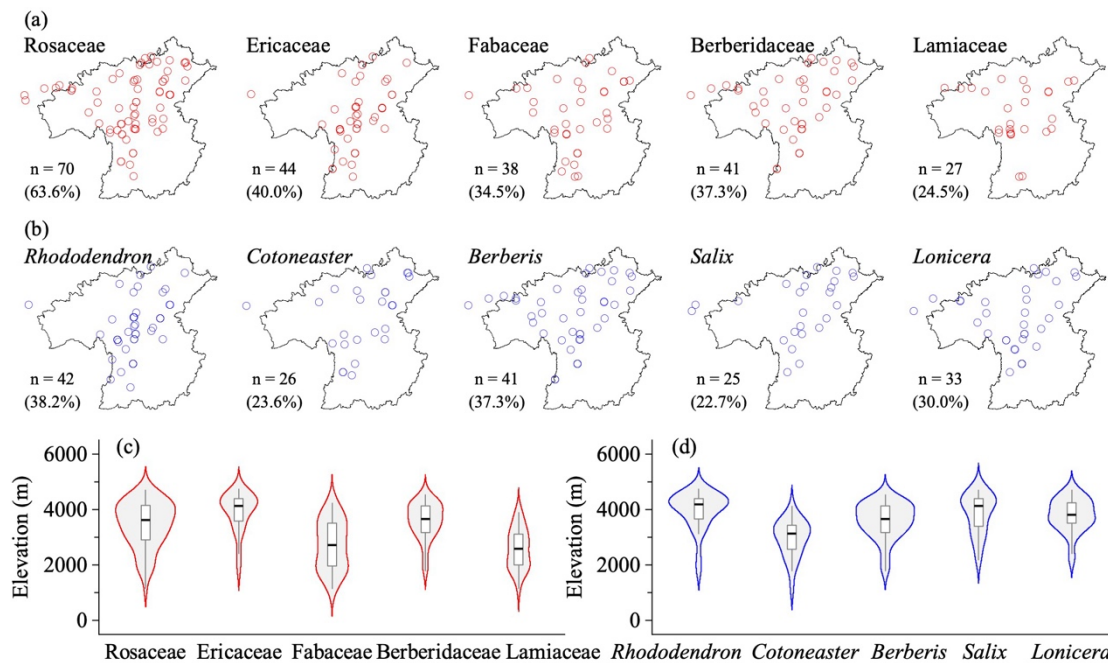 (a)
Rosaceae Ericaceae Fabaceae Berberidaceae Lamiaceae
n = 70 n = 44 n = 38 n = 41 n = 27
(63.6%) (40.0%) (34.5%) (37.3%) (24.5%)
(b)
Rhododendron Cotoneaster Berberis Salix Lonicera
n = 42 n = 26 n = 41 n = 25 n = 33
(38.2%) (23.6%) (37.3%) (22.7%) (30.0%)
(c)
Elevation (m)
6000
4000
2000
0
Rosaceae Ericaceae Fabaceae Berberidaceae Lamiaceae
(d)
Elevation (m)
6000
4000
2000
0
Rhododendron Cotoneaster Berberis Salix Lonicera